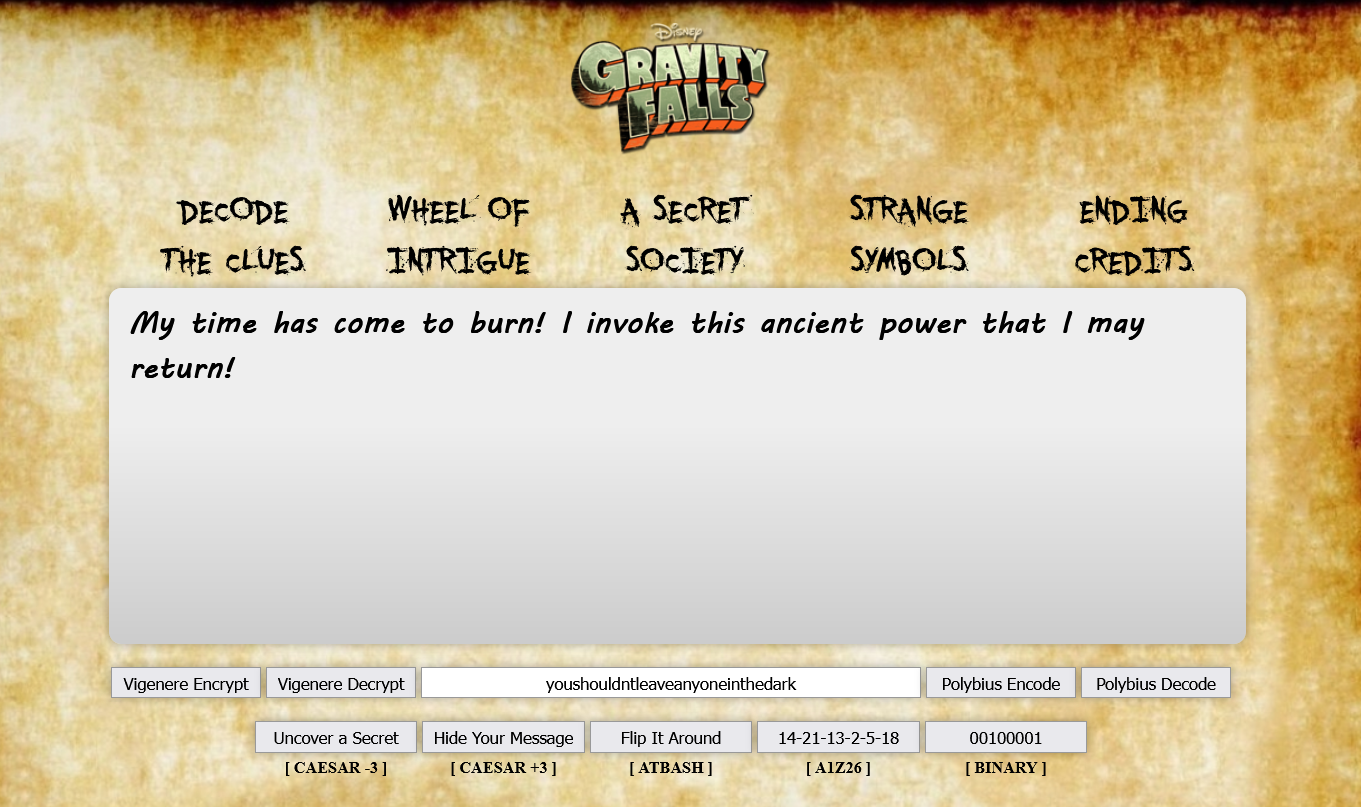 Disney
GRAVITY
FALLS
DECODE
THE CLUES
WHEEL OF
INTRIGUE
A SECRET
SOCIETY
STRANGE
SYMBOLS
ENDING
CREDITS
My time has come to burn! I invoke this ancient power that I may
return!
Vigenere Encrypt Vigenere Decrypt youshouldntleaveanyoneinthedark Polybius Encode Polybius Decode
Uncover a Secret Hide Your Message Flip It Around 14-21-13-2-5-18 00100001
[ CAESAR -3 ] [ CAESAR +3 ] [ ATBASH ] [ A1Z26 ] [ BINARY ]